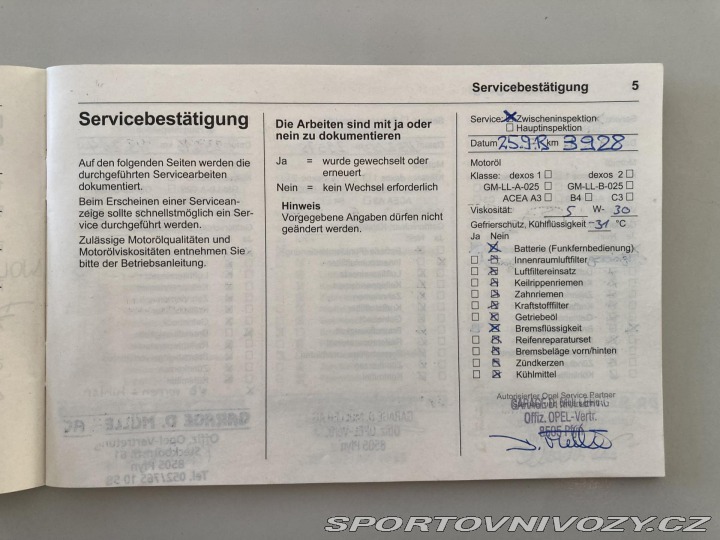 Servicebestätigung 5
Servicebestätigung
Auf den folgenden Seiten werden die
durchgeführten Servicearbeiten
dokumentiert.
Beim Erscheinen einer Servicean-
zeige sollte schnellstmöglich ein Ser-
vice durchgeführt werden.
Zulässige Motorölqualitäten und
Motorölviskositäten entnehmen Sie
bitte der Betriebsanleitung.
Die Arbeiten sind mit ja oder
nein zu dokumentieren
Ja = wurde gewechselt oder
erneuert
Nein = kein Wechsel erforderlich
Hinweis
Vorgegebene Angaben dürfen nicht
geändert werden.
Service: Zwischeninspektion
Hauptinspektion
Datum 25.9.13 km 3928
Motoröl
Klasse: dexos 1 dexos 2
GM-LL-A-025 GM-LL-B-025
ACEA A3 B4 C3
Viskosität: 5 W- 30
Gefrierschutz, Kühlflüssigkeit -31 °C
Ja Nein
Batterie (Funkfernbedienung)
Innenraumluftfilter
Luftfiltereinsatz
Keilrippenriemen
Zahnriemen
Kraftstofffilter
Getriebeöl
Bremsflüssigkeit
Reifenreparaturset
Bremsbeläge vorn/hinten
Zündkerzen
Kühlmittel
Autorisierter Opel Service Partner
GARAGE D. MÜLLER AG
Offiz. OPEL-Vertr.
8505 Pfyn
SPORTOVNIVOZY.CZ